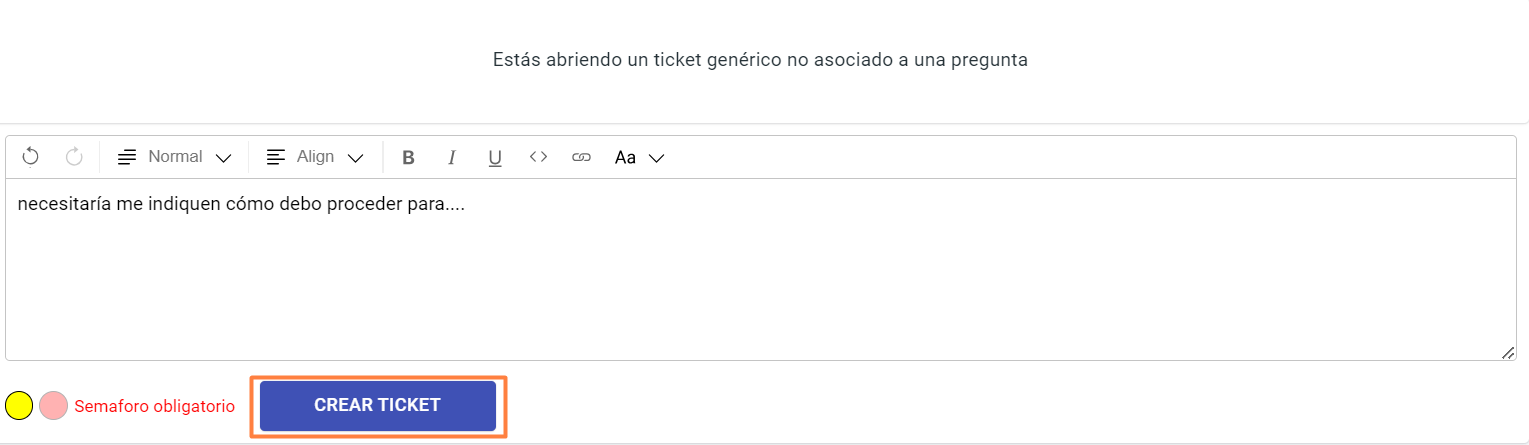 Estás abriendo un ticket genérico no asociado a una pregunta
Normal Align B I U <> Aa
necesitaría me indiquen cómo debo proceder para....
Semaforo obligatorio CREAR TICKET